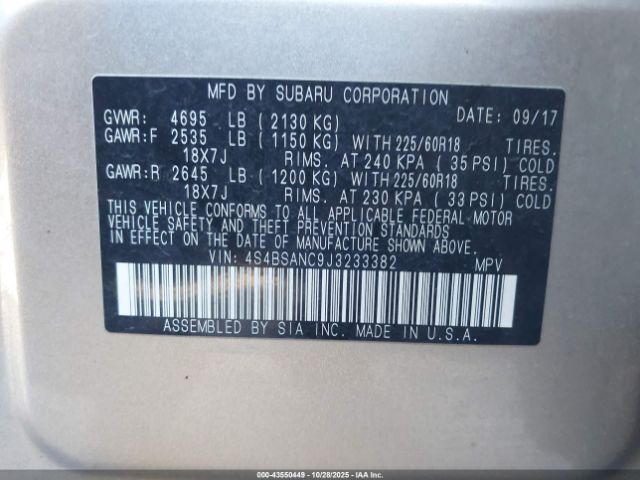 MFD BY SUBARU CORPORATION
GVWR: 4695 LB ( 2130 KG) DATE: 09/17
GAWR:F 2535 LB ( 1150 KG) WITH 225/60R18 TIRES.
18X7J RIMS. AT 240 KPA ( 35 PSI) COLD
GAWR:R 2645 LB ( 1200 KG) WITH 225/60R18 TIRES.
18X7J RIMS. AT 230 KPA ( 33 PSI) COLD
THIS VEHICLE CONFORMS TO ALL APPLICABLE FEDERAL MOTOR
VEHICLE SAFETY AND THEFT PREVENTION STANDARDS
IN EFFECT ON THE DATE OF MANUFACTURE SHOWN ABOVE.
VIN: 4S4BSANC9J3233382 MPV
ASSEMBLED BY SIA INC. MADE IN U.S.A.
000-43550449 - 10/28/2025 - IAAI.com